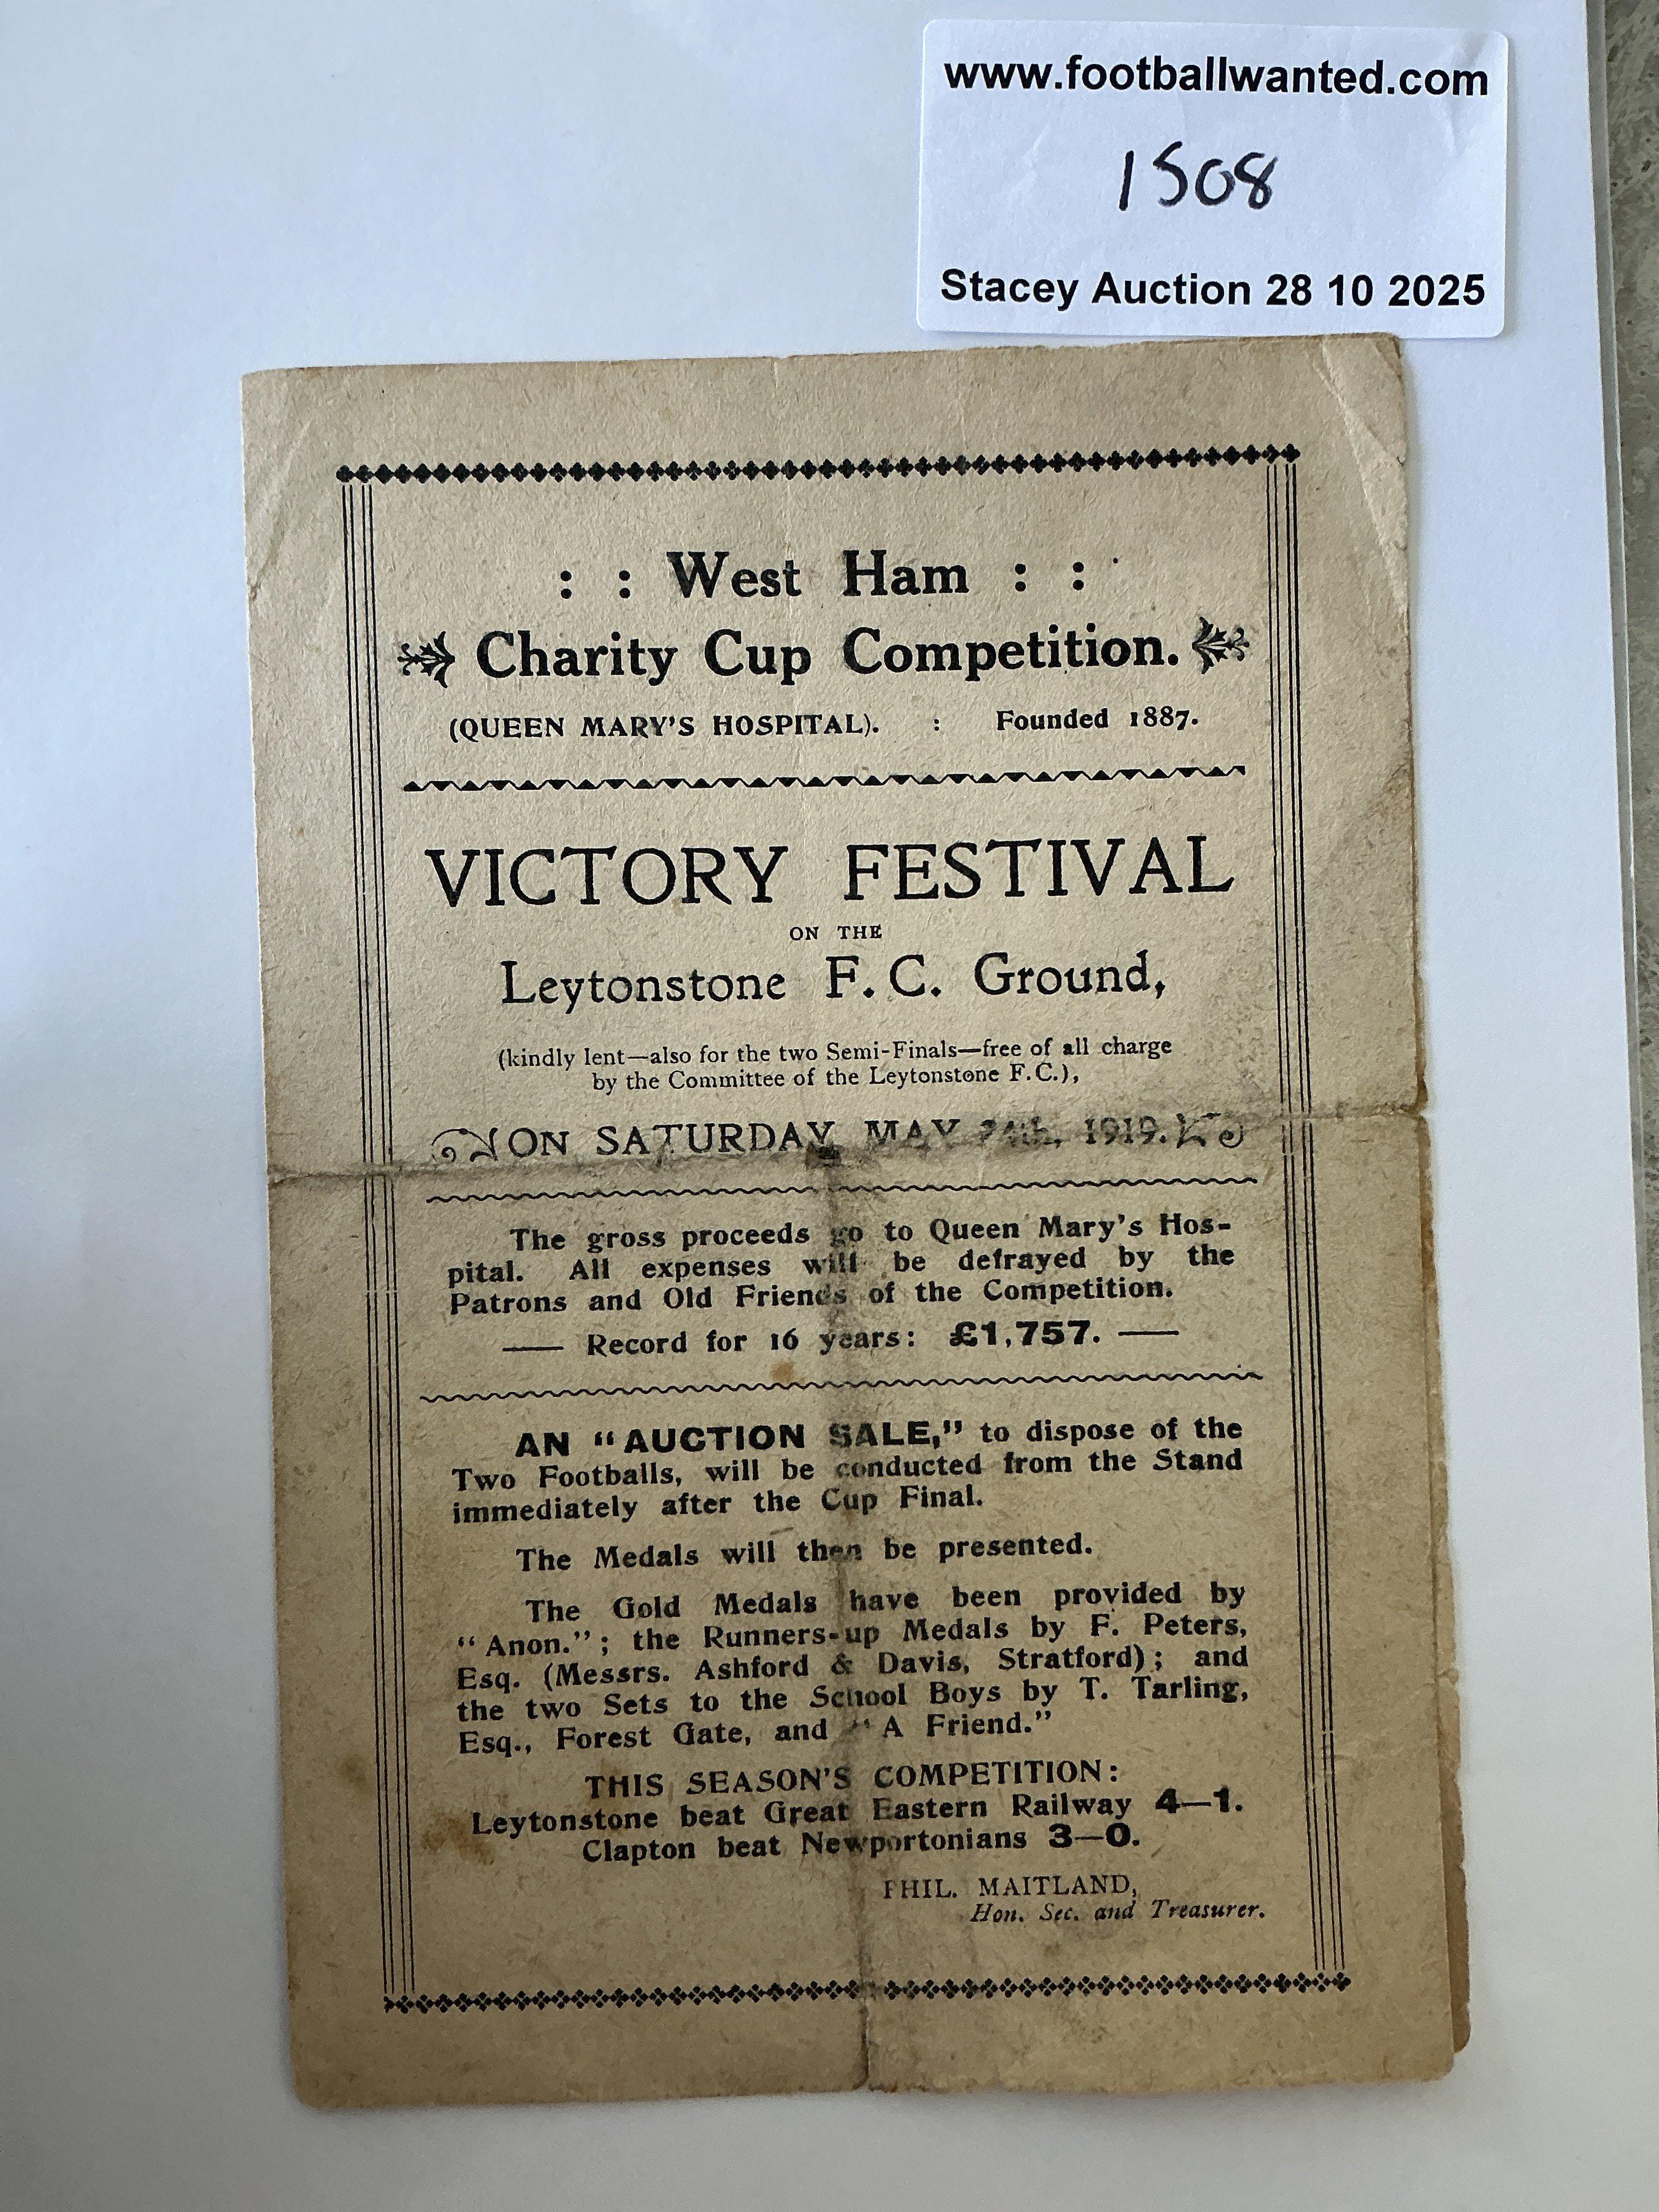 www.footballwanted.com
1508
Stacey Auction 28 10 2025
: : West Ham : :
Charity Cup Competition.
(QUEEN MARY'S HOSPITAL). : Founded 1887.
VICTORY FESTIVAL
ON THE
Leytonstone F. C. Ground,
(kindly lent—also for the two Semi-Finals—free of all charge
by the Committee of the Leytonstone F.C.),
ON SATURDAY, MAY 24th, 1919.
The gross proceeds go to Queen Mary's Hos-
pital. All expenses will be defrayed by the
Patrons and Old Friends of the Competition.
— Record for 16 years: £1,757. —
AN "AUCTION SALE," to dispose of the
Two Footballs, will be conducted from the Stand
immediately after the Cup Final.
The Medals will then be presented.
The Gold Medals have been provided by
"Anon."; the Runners-up Medals by F. Peters,
Esq. (Messrs. Ashford & Davis, Stratford); and
the two Sets to the School Boys by T. Tarling,
Esq., Forest Gate, and "A Friend."
THIS SEASON'S COMPETITION:
Leytonstone beat Great Eastern Railway 4—1.
Clapton beat Newportonians 3—0.
PHIL. MAITLAND,
Hon. Sec. and Treasurer.